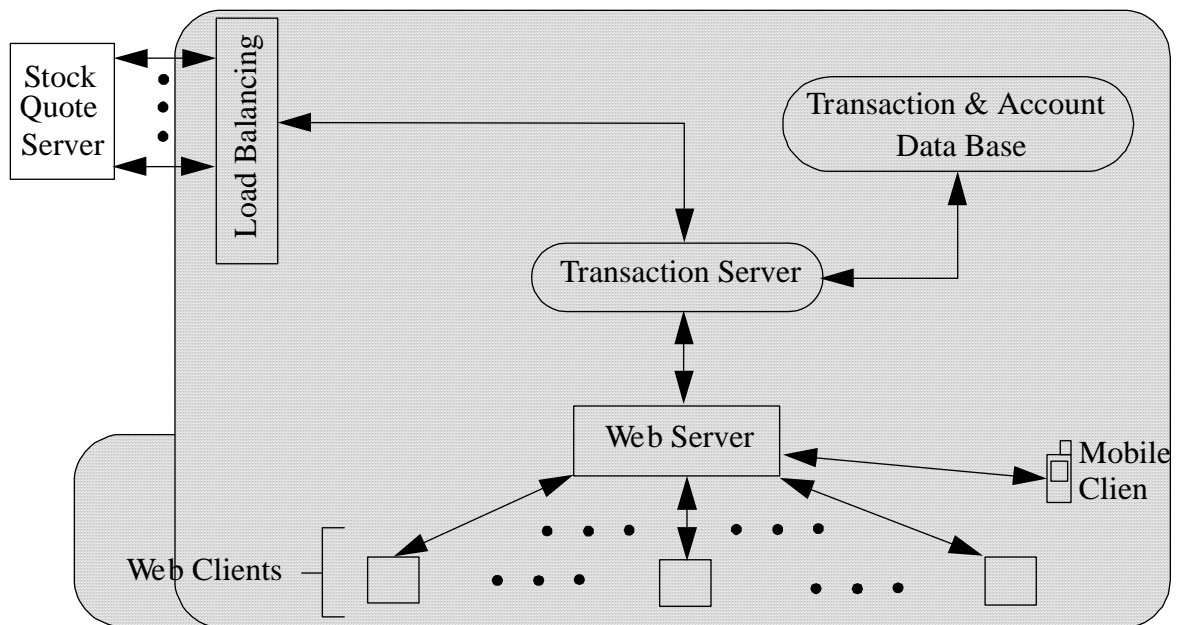 Stock
Quote
Server
Load Balancing
Transaction & Account
Data Base
Transaction Server
Web Server
Mobile
Clien
Web Clients